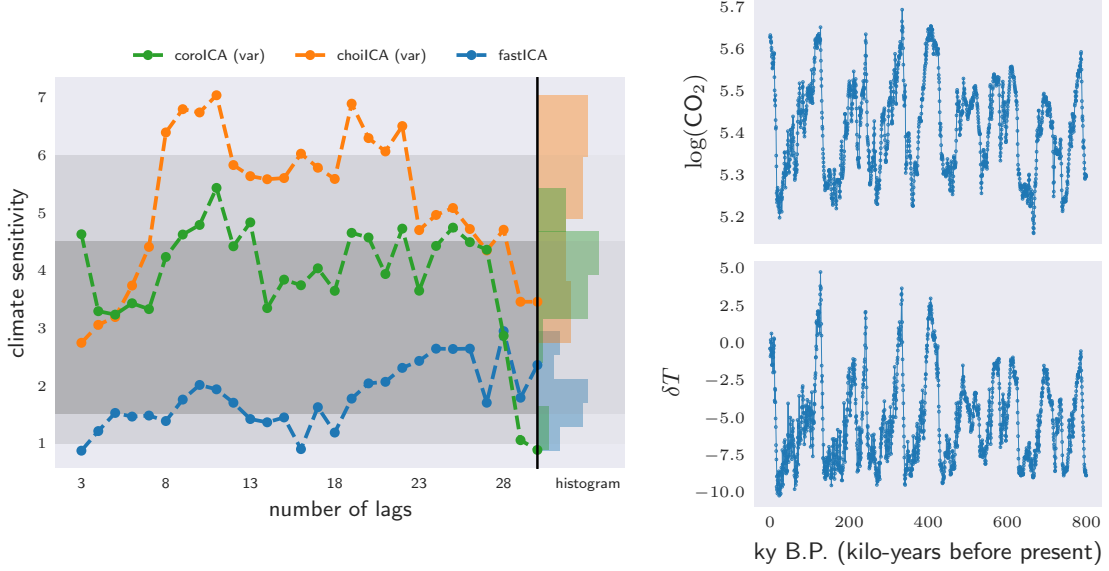 coroICA (var) choiICA (var) fastICA
climate sensitivity
7
6
5
4
3
2
1
3 8 13 18 23 28 histogram
number of lags
log(CO₂)
5.7
5.6
5.5
5.4
5.3
5.2
δT
5.0
2.5
0.0
−2.5
−5.0
−7.5
−10.0
0 200 400 600 800
ky B.P. (kilo-years before present)